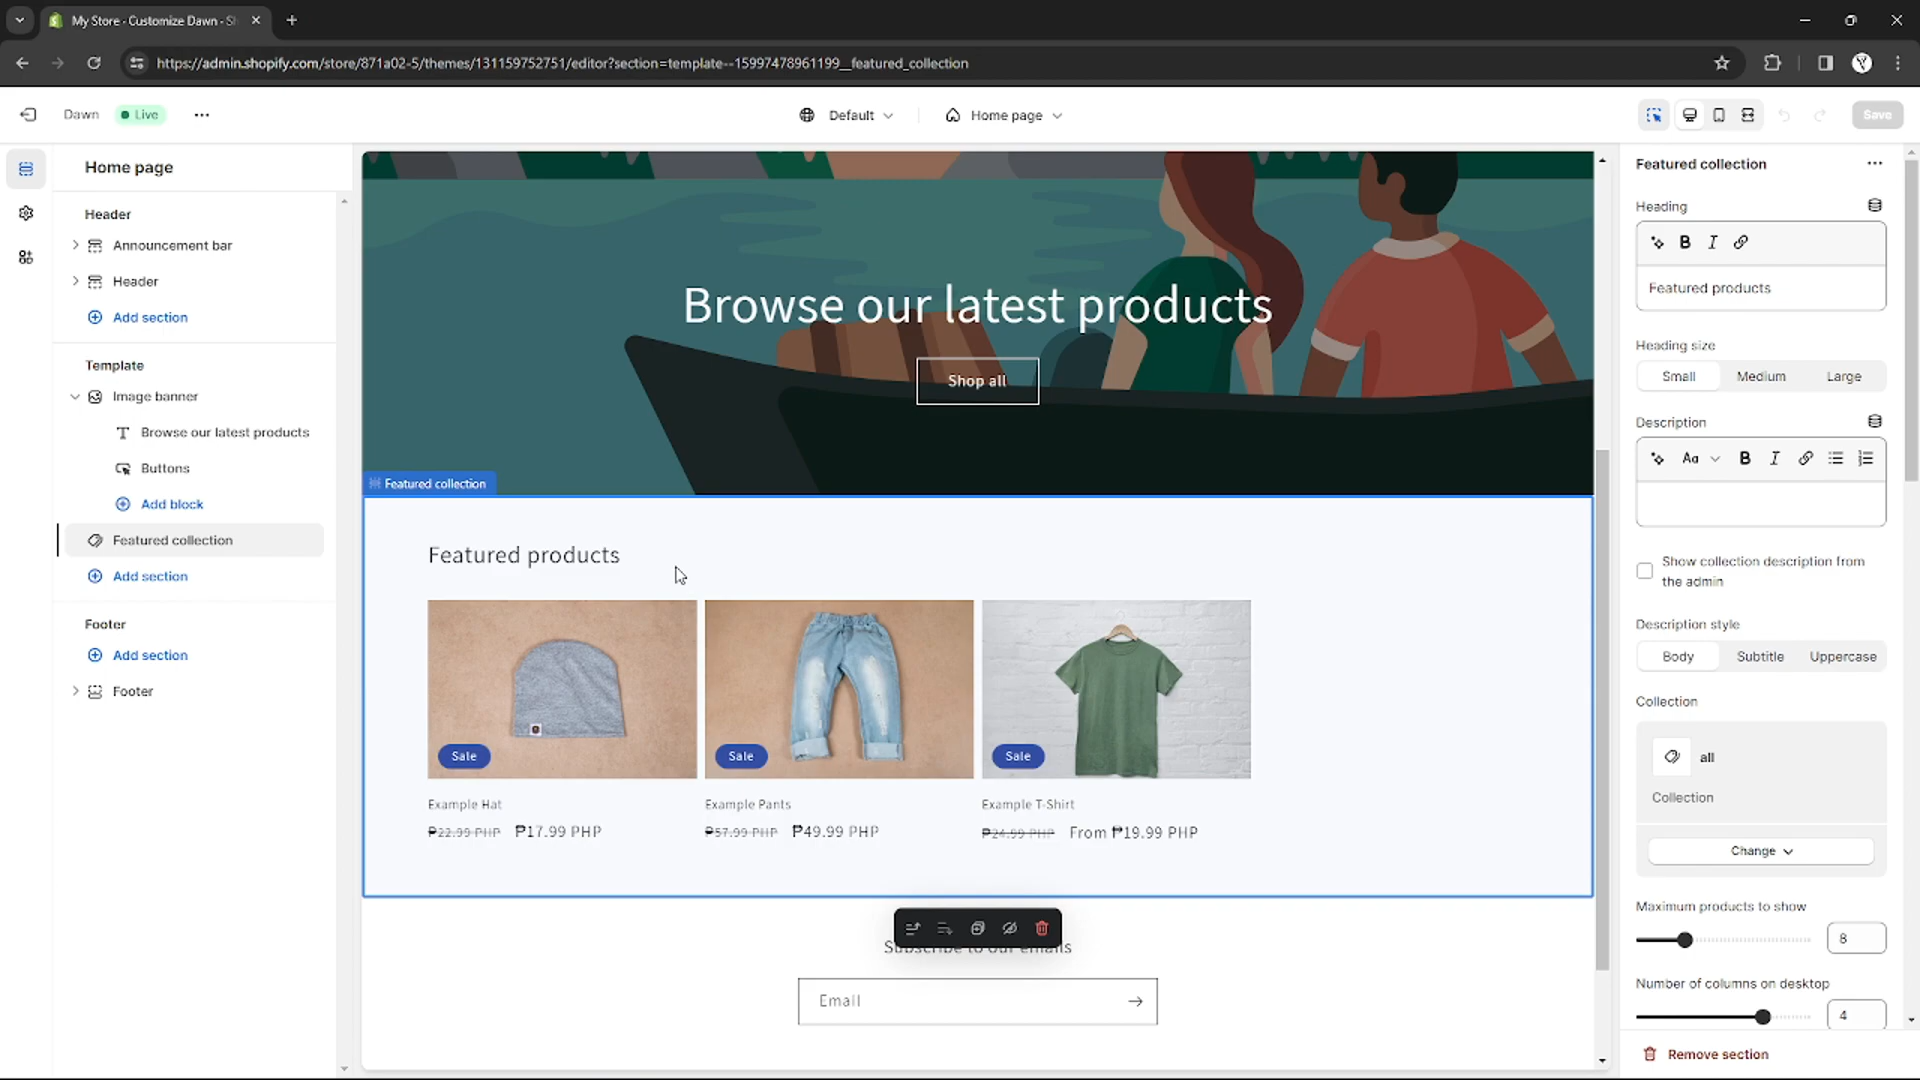 My Store - Customize Dawn - S
https://admin.shopify.com/store/871a02-5/themes/131159752751/editor?section=template--15997478961199__featured_collection
Dawn
Live
Default
Home page
Save
Home page
Header
Announcement bar
Header
Add section
Template
Image banner
Browse our latest products
Buttons
Add block
Featured collection
Add section
Footer
Add section
Footer
Browse our latest products
Shop all
Featured collection
Featured products
Sale
Sale
Sale
Example Hat
Example Pants
Example T-Shirt
₱22.99 PHP ₱17.99 PHP
₱57.99 PHP ₱49.99 PHP
₱24.99 PHP From ₱19.99 PHP
Subscribe to our emails
Email
Featured collection
Heading
B I
Featured products
Heading size
Small Medium Large
Description
Aa B I
Show collection description from
the admin
Description style
Body Subtitle Uppercase
Collection
all
Collection
Change
Maximum products to show
8
Number of columns on desktop
4
Remove section